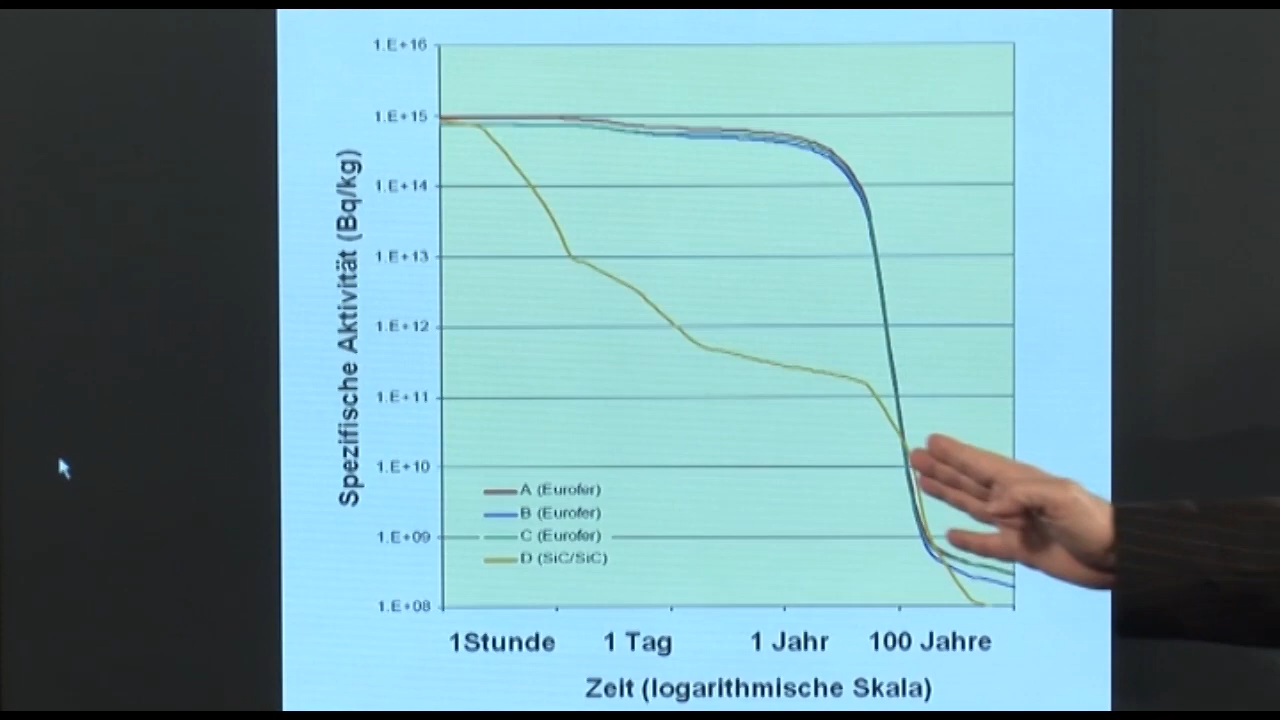 1.E+16
1.E+15
1.E+14
1.E+13
1.E+12
1.E+11
1.E+10
1.E+09
1.E+08
Spezifische Aktivität (Bq/kg)
A (Eurofer)
B (Eurofer)
C (Eurofer)
D (SiC/SiC)
1Stunde 1 Tag 1 Jahr 100 Jahre
Zeit (logarithmische Skala)